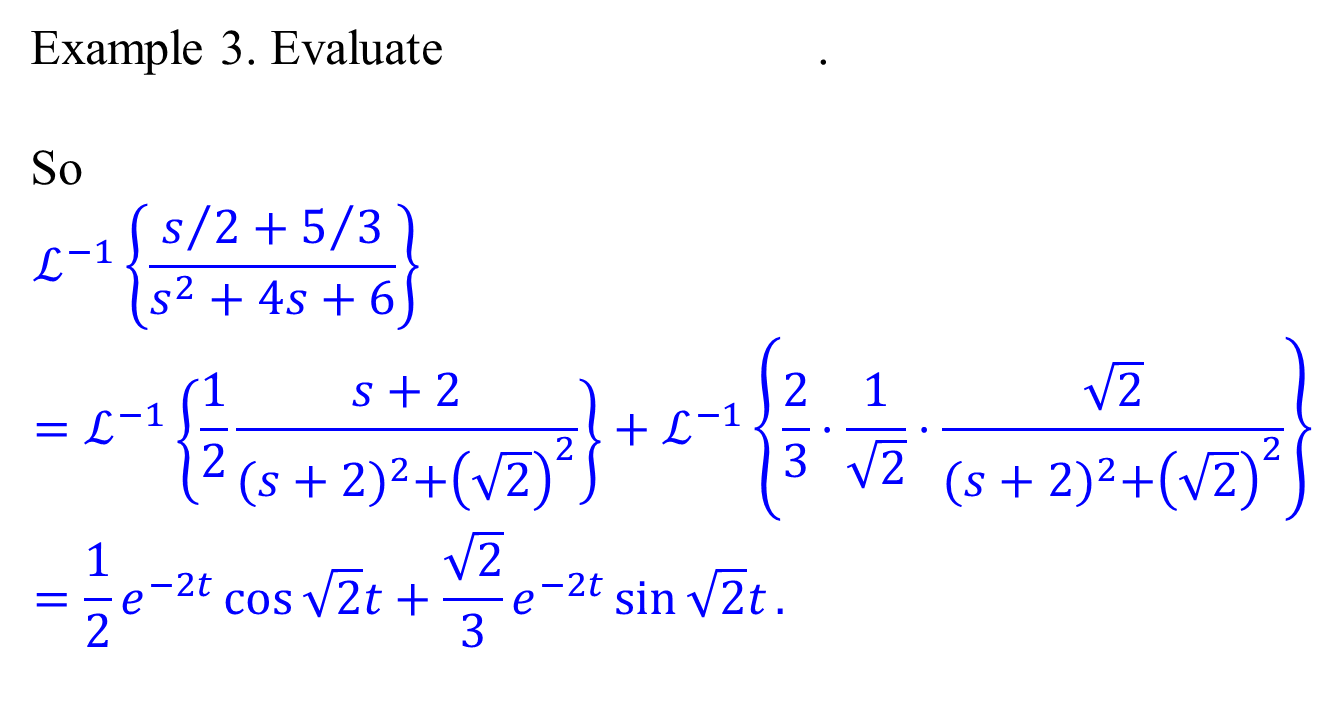 Example 3. Evaluate .
So
ℒ⁻¹ { (s/2 + 5/3) / (s² + 4s + 6) }
= ℒ⁻¹ { 1/2 (s + 2) / ((s + 2)²+(√2)²) } + ℒ⁻¹ { 2/3 · 1/√2 · √2 / ((s + 2)²+(√2)²) }
= 1/2 e⁻²ᵗ cos √2t + √2/3 e⁻²ᵗ sin √2t .